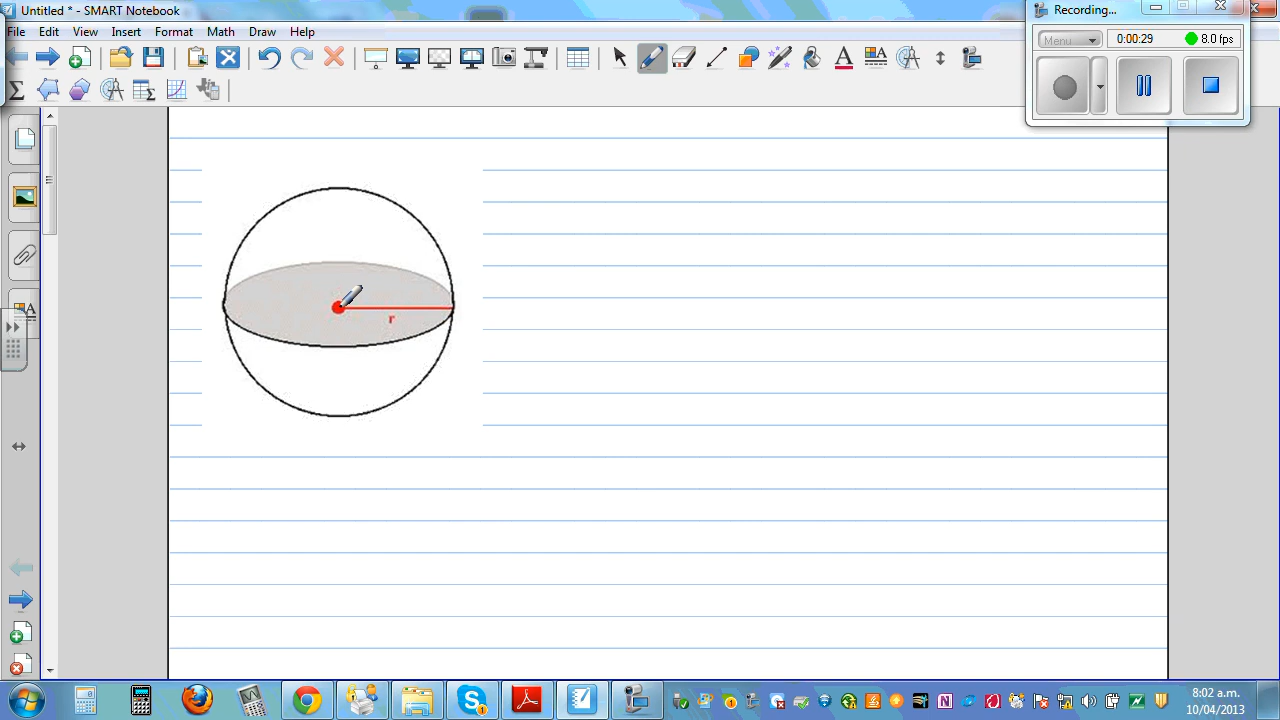 Untitled * - SMART Notebook
Recording...
File Edit View Insert Format Math Draw Help
Menu 0:00:29 8.0 fps
r
8:02 a.m.
10/04/2013